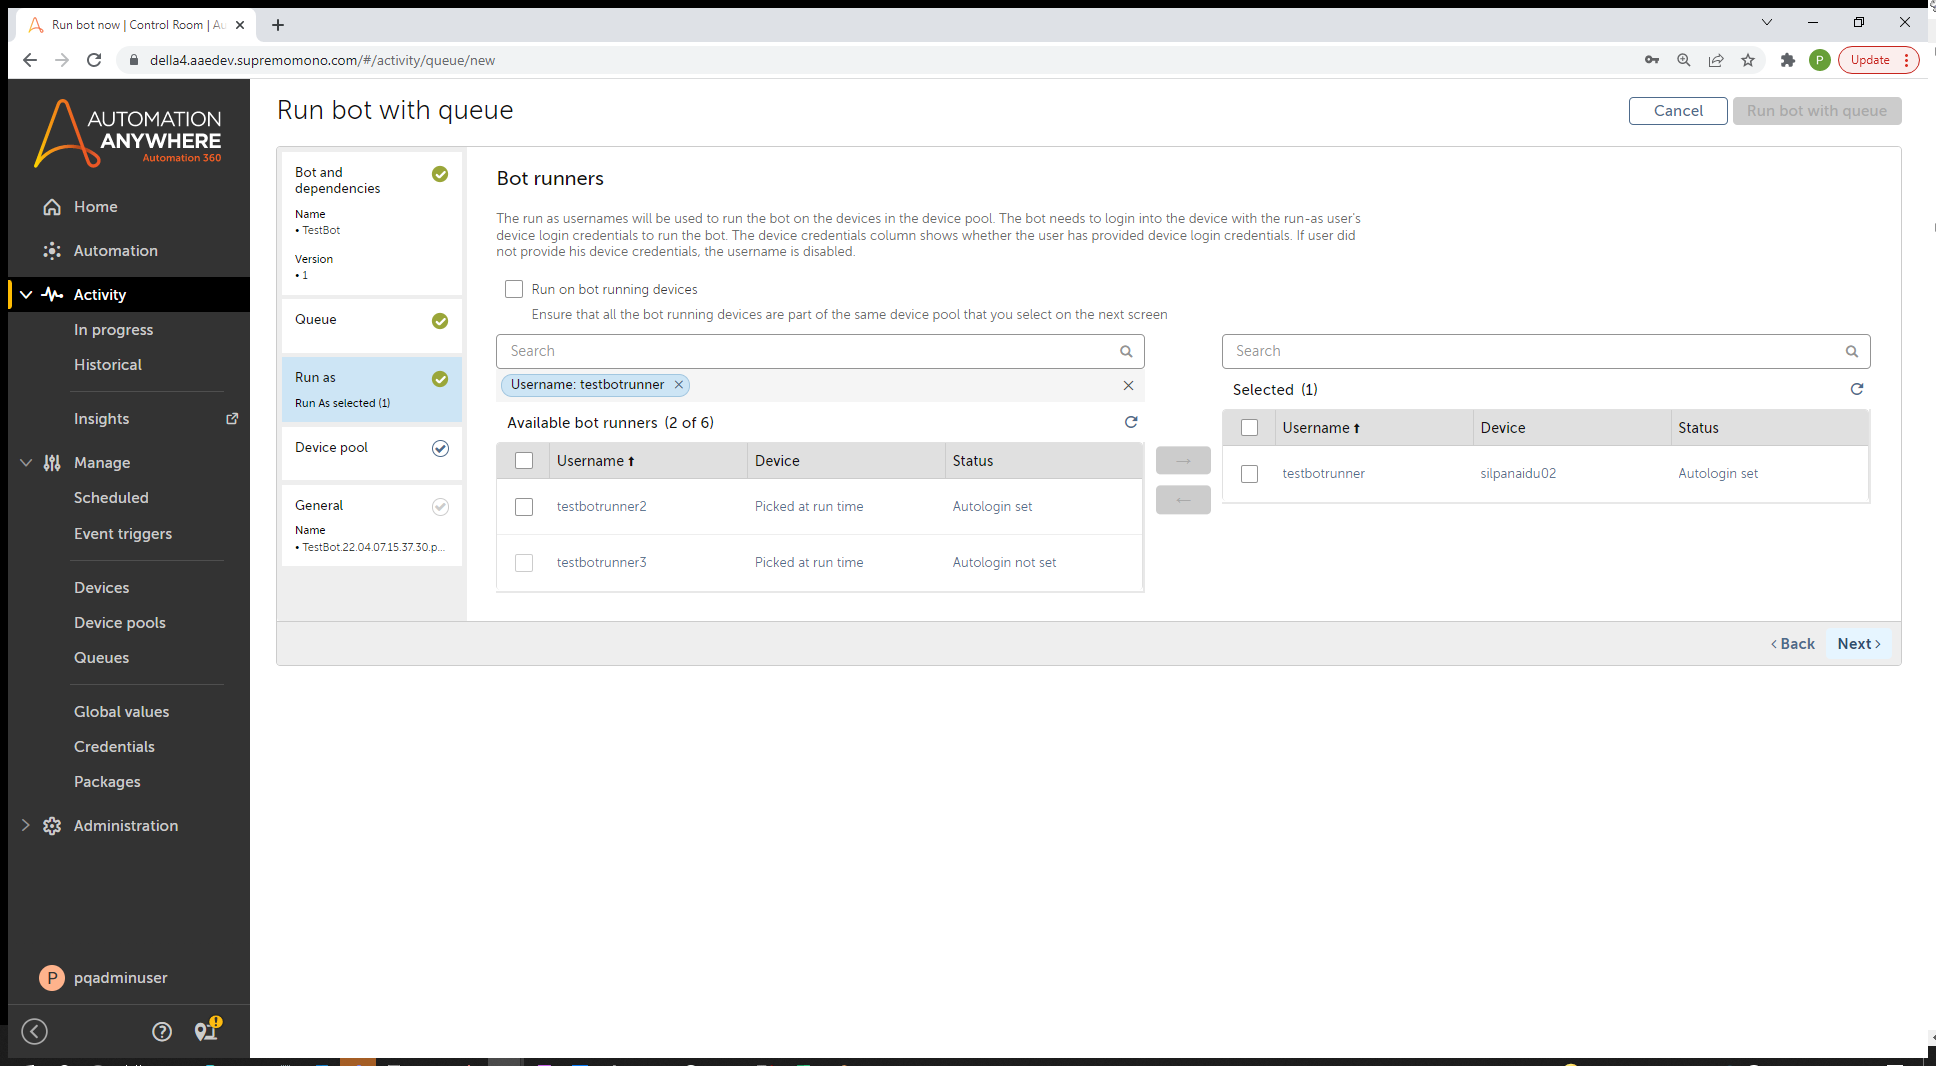 Run bot now | Control Room | Au
della4.aaedev.supremomono.com/#/activity/queue/new
P
Update
AUTOMATION
ANYWHERE
Automation 360
Home
Automation
Activity
In progress
Historical
Insights
Manage
Scheduled
Event triggers
Devices
Device pools
Queues
Global values
Credentials
Packages
Administration
P
pqadminuser
Run bot with queue
Cancel
Run bot with queue
Bot and
dependencies
Name
• TestBot
Version
• 1
Queue
Run as
Run As selected (1)
Device pool
General
Name
• TestBot.22.04.07.15.37.30.p...
Bot runners
The run as usernames will be used to run the bot on the devices in the device pool. The bot needs to login into the device with the run-as user's
device login credentials to run the bot. The device credentials column shows whether the user has provided device login credentials. If user did
not provide his device credentials, the username is disabled.
Run on bot running devices
Ensure that all the bot running devices are part of the same device pool that you select on the next screen
Search
Username: testbotrunner
Available bot runners (2 of 6)
Username Device Status
testbotrunner2 Picked at run time Autologin set
testbotrunner3 Picked at run time Autologin not set
Search
Selected (1)
Username Device Status
testbotrunner silpanaidu02 Autologin set
Back
Next